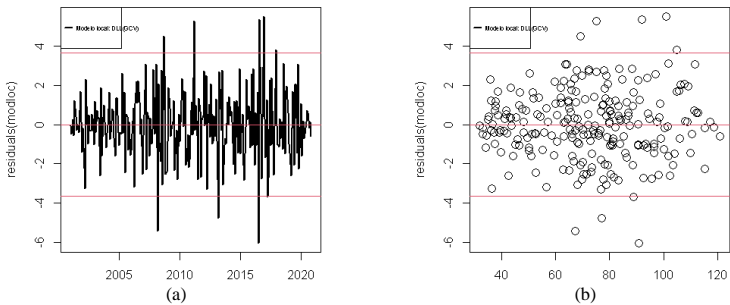 Modelo local: DLL(GCV)
residuals(modloc)
4
2
0
-2
-4
-6
2005 2010 2015 2020
(a)
Modelo local: DLL(GCV)
residuals(modloc)
4
2
0
-2
-4
-6
40 60 80 100 120
(b)